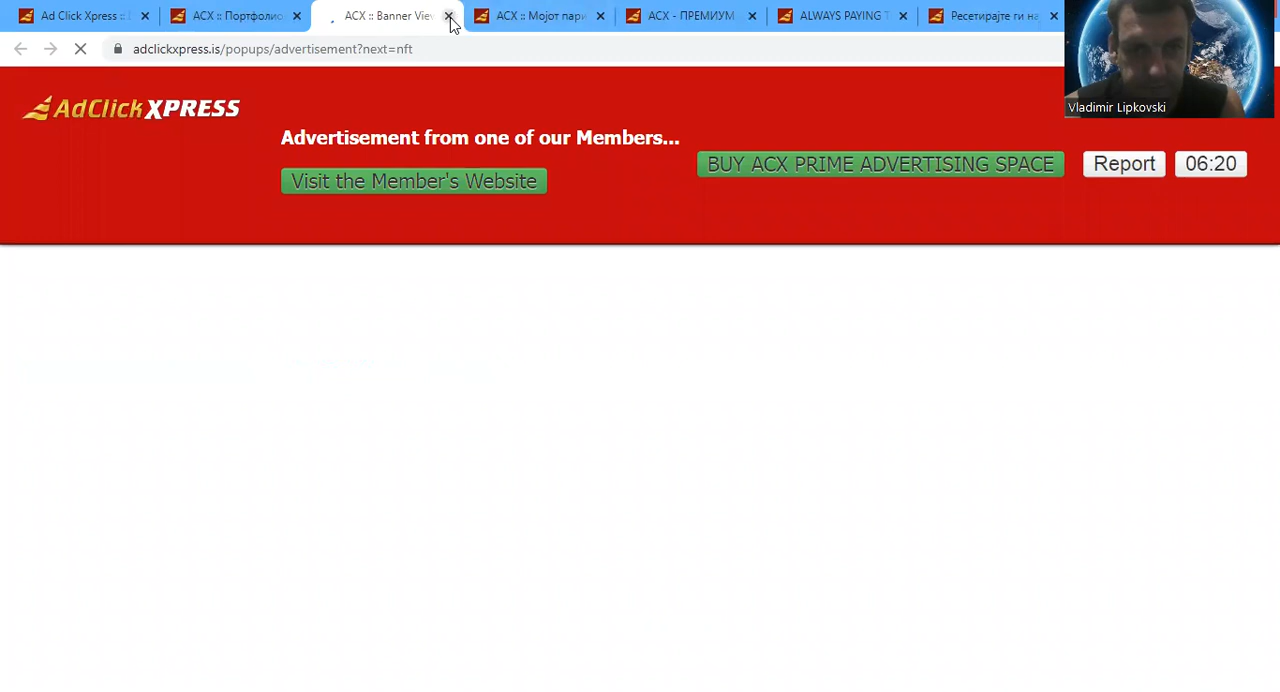 Ad Click Xpress ::
ACX :: Портфолио
ACX :: Banner View
ACX :: Мојот пари
ACX - ПРЕМИУМ
ALWAYS PAYING T
Ресетирајте ги на
adclickxpress.is/popups/advertisement?next=nft
Vladimir Lipkovski
AdClickXPRESS
Advertisement from one of our Members...
Visit the Member's Website
BUY ACX PRIME ADVERTISING SPACE
Report
06:20